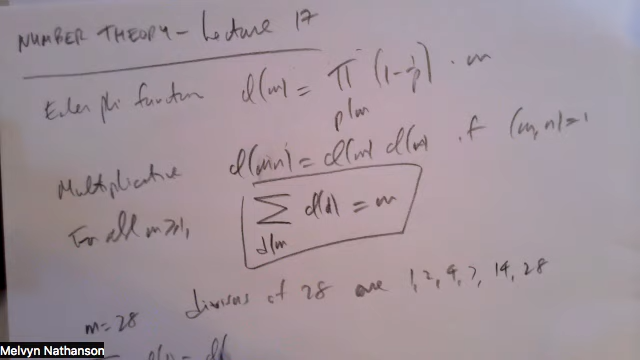 NUMBER THEORY - Lecture 17
Euler phi function φ(m) = ∏ (1 - 1/p) · m
p|m
Multiplicative φ(mn) = φ(m) φ(n) if (m,n)=1
For all m≥1, ∑ φ(d) = m
d|m
m=28 divisors of 28 are 1, 2, 4, 7, 14, 28
Melvyn Nathanson